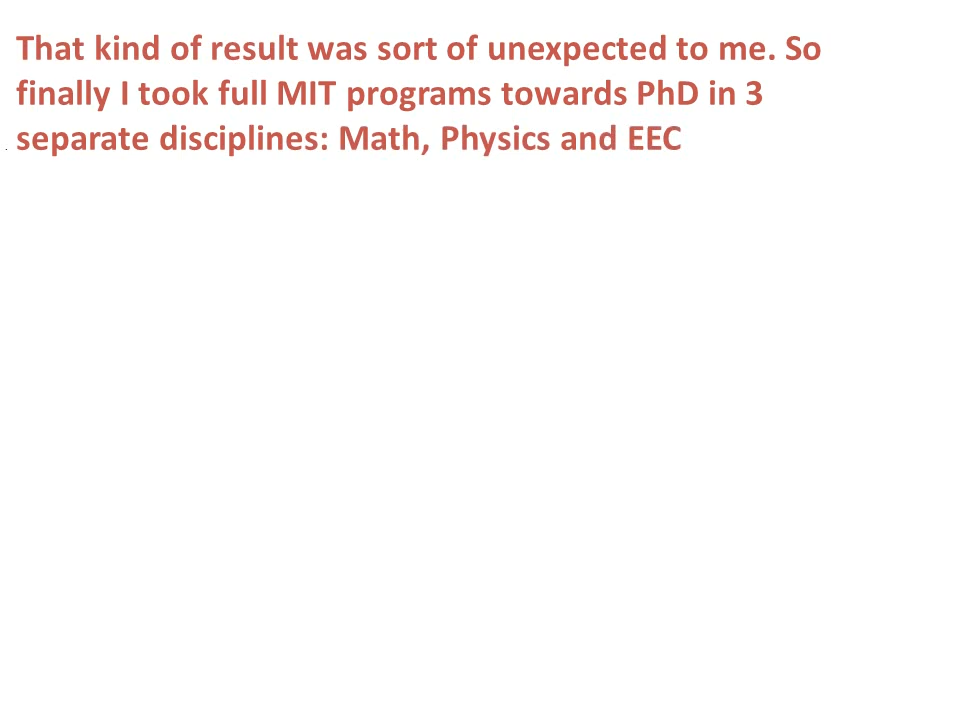 That kind of result was sort of unexpected to me. So
finally I took full MIT programs towards PhD in 3
separate disciplines: Math, Physics and EEC
.